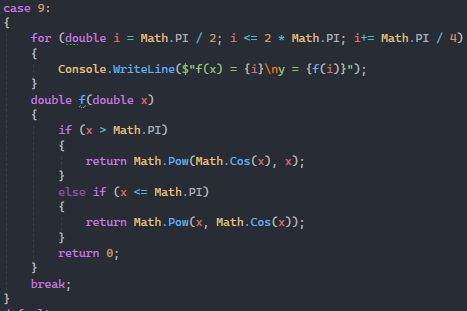 case 9:
{
for (double i = Math.PI / 2; i <= 2 * Math.PI; i+= Math.PI / 4)
{
Console.WriteLine($"f(x) = {i}\ny = {f(i)}");
}
double f(double x)
{
if (x > Math.PI)
{
return Math.Pow(Math.Cos(x), x);
}
else if (x <= Math.PI)
{
return Math.Pow(x, Math.Cos(x));
}
return 0;
}
break;
}